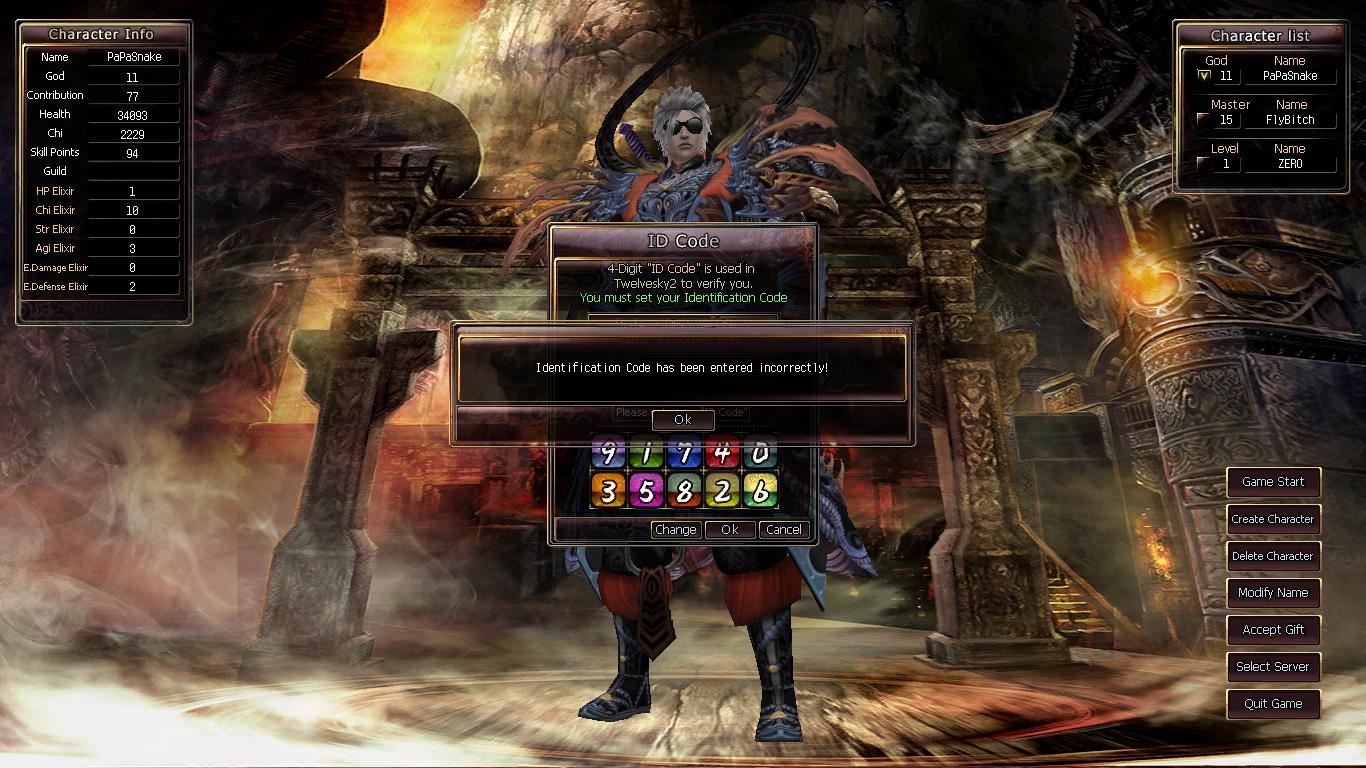 Character Info
Name PaPaSnake
God 11
Contribution 77
Health 34093
Chi 2229
Skill Points 94
Guild
HP Elixir 1
Chi Elixir 10
Str Elixir 0
Agi Elixir 3
E.Damage Elixir 0
E.Defense Elixir 2
Character list
God Name
11 PaPaSnake
Master Name
15 FlyBitch
Level Name
1 ZERO
ID Code
4-Digit "ID Code" is used in
Twelvesky2 to verify you.
You must set your Identification Code
Identification Code has been entered incorrectly!
Please Code"
Ok
9 1 7 4 0
3 5 8 2 6
Change Ok Cancel
Game Start
Create Character
Delete Character
Modify Name
Accept Gift
Select Server
Quit Game